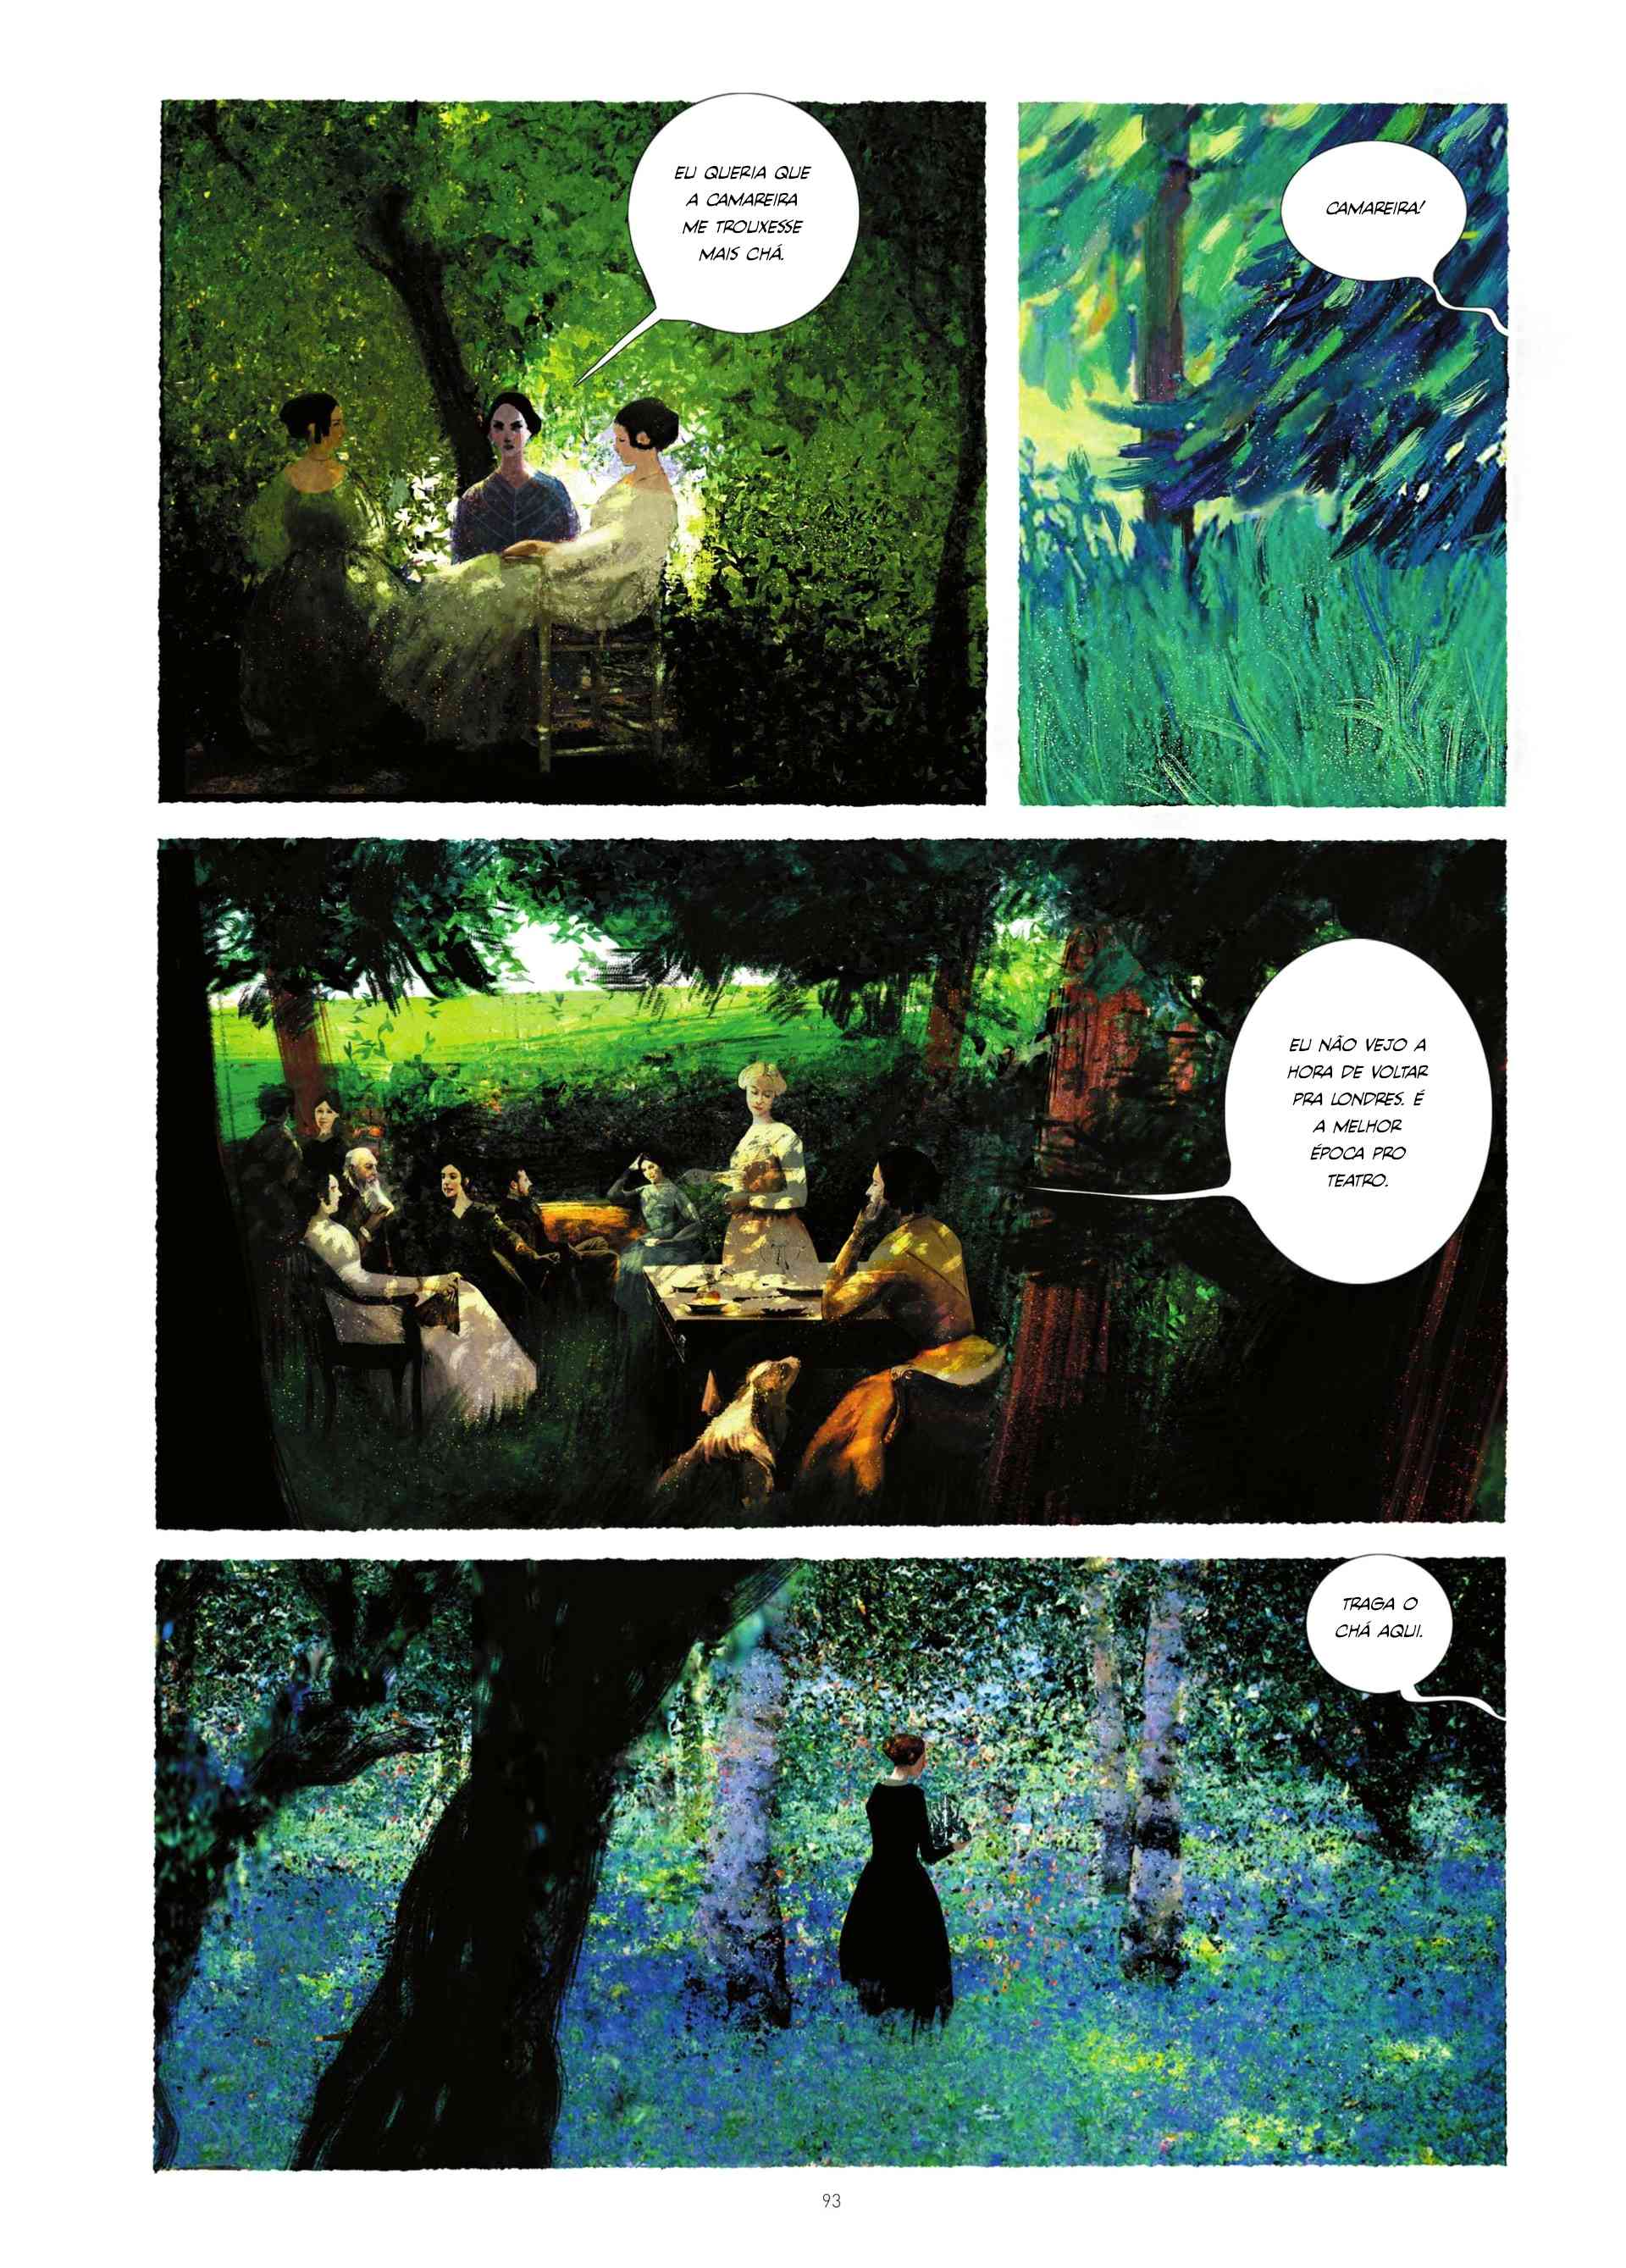 EU QUERIA QUE
A CAMAREIRA
ME TROUXESSE
MAIS CHÁ.
CAMAREIRA!
EU NÃO VEJO A
HORA DE VOLTAR
PRA LONDRES. É
A MELHOR
ÉPOCA PRO
TEATRO.
TRAGA O
CHÁ AQUI.
93